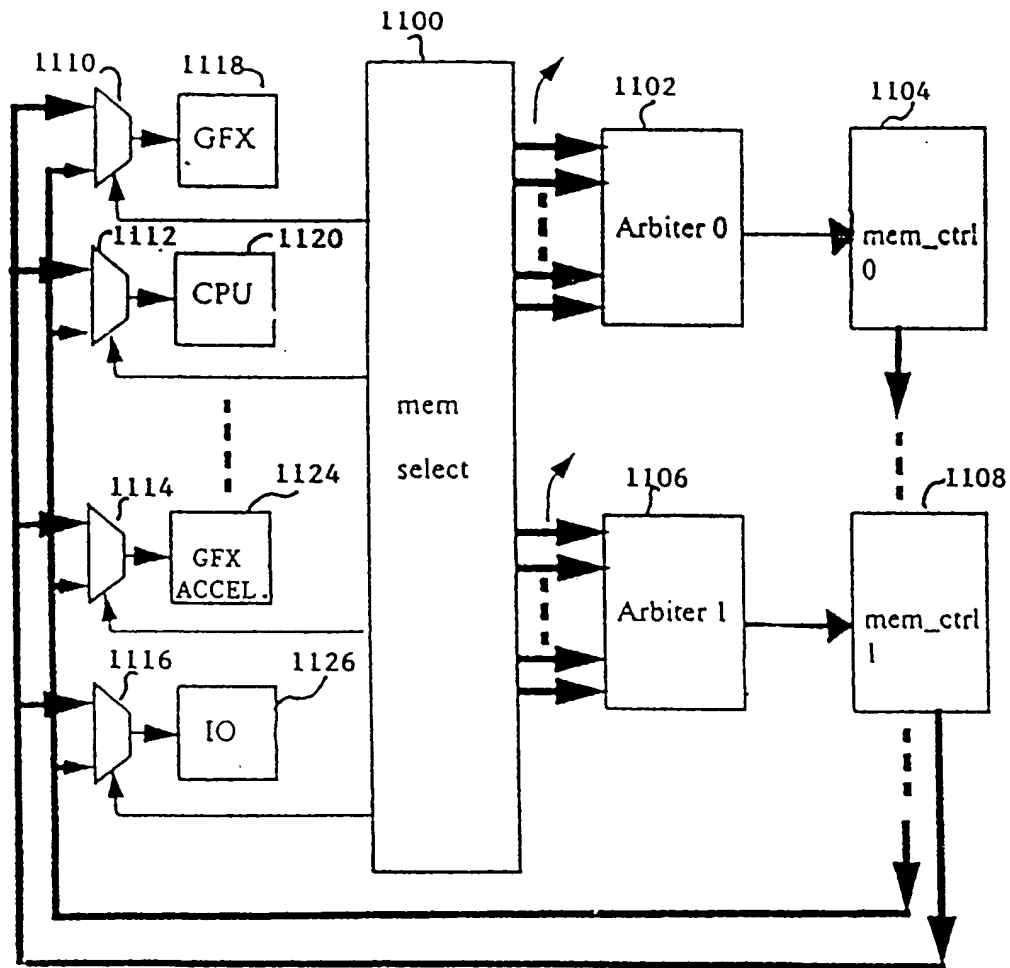 1100
1110
1118
GFX
1102
1104
Arbiter 0
mem_ctrl
0
1112
1120
CPU
mem
select
1114
1124
GFX
ACCEL.
1106
1108
Arbiter 1
mem_ctrl
1
1116
1126
IO